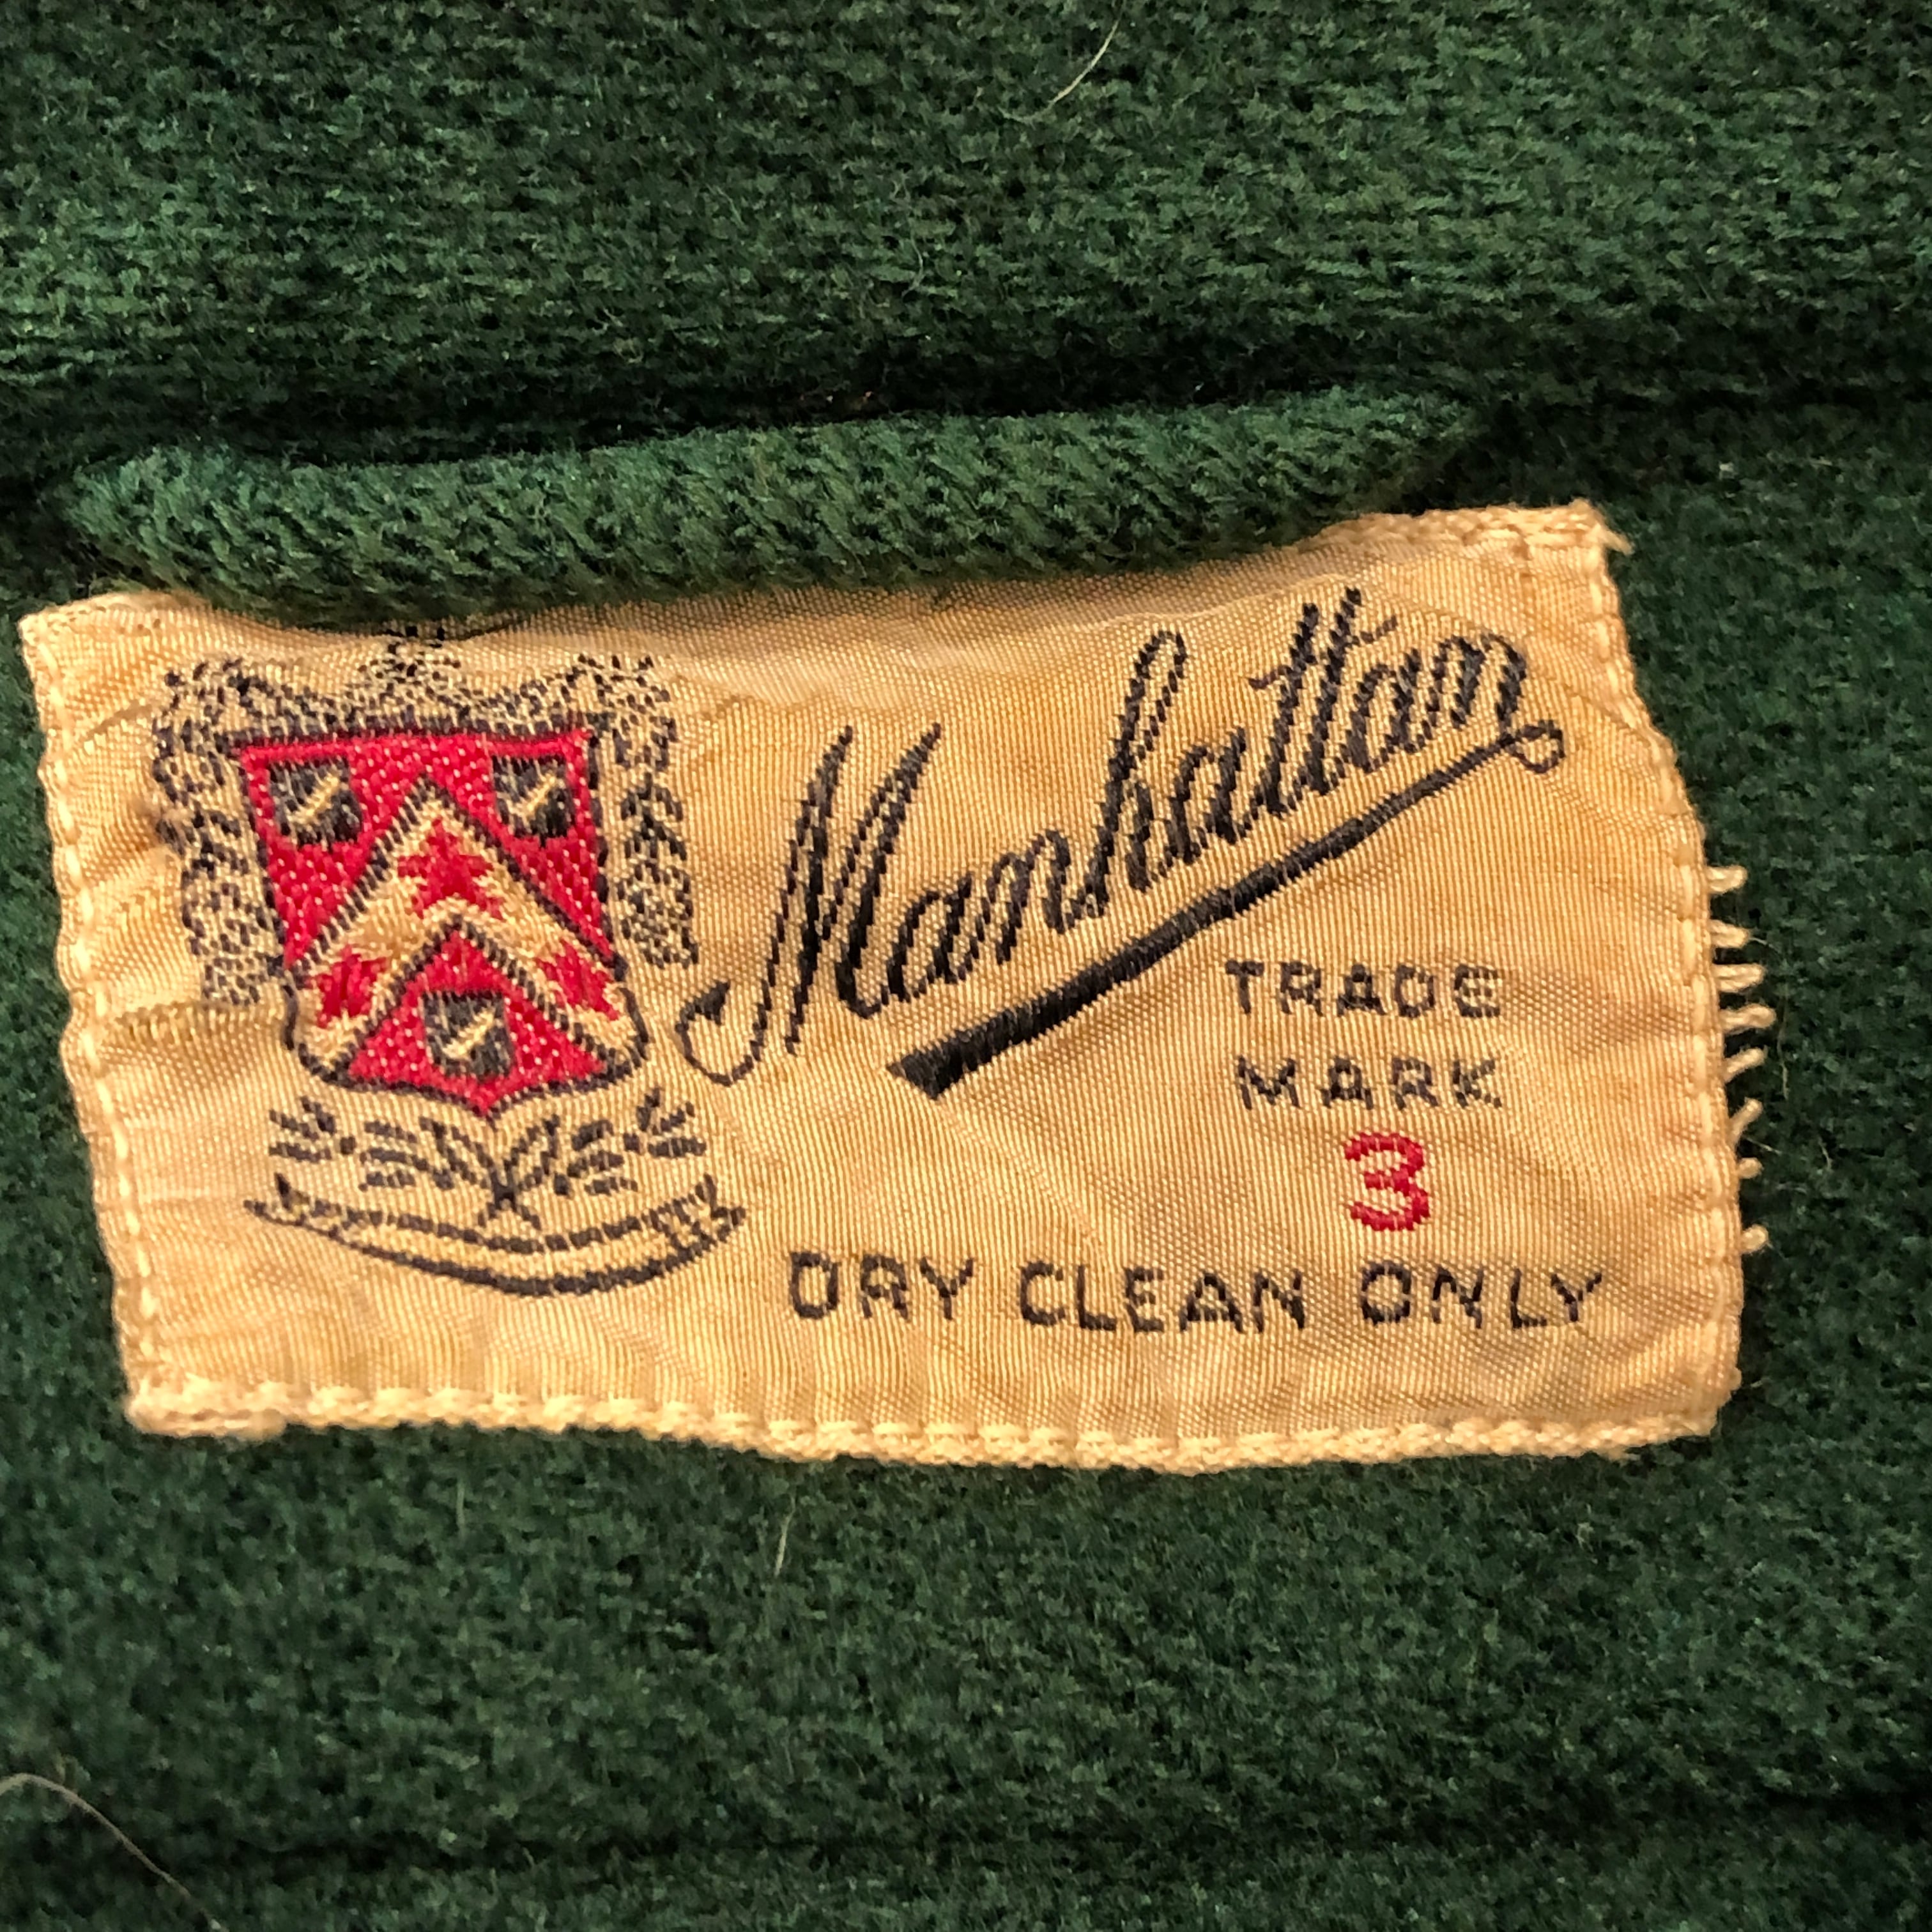 Manhattan
TRADE
MARK
3
DRY CLEAN ONLY